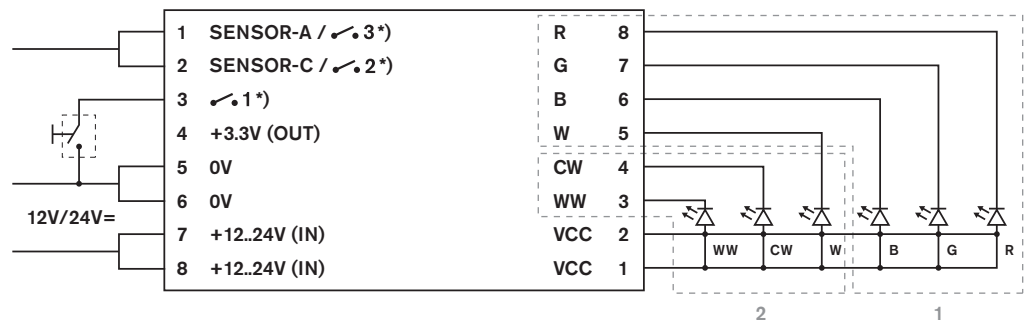 1 SENSOR-A / 3*) R 8
2 SENSOR-C / 2*) G 7
3 1*) B 6
4 +3.3V (OUT) W 5
5 0V CW 4
6 0V WW 3
12V/24V=
7 +12..24V (IN) VCC 2
WW CW W B G R
8 +12..24V (IN) VCC 1
2 1